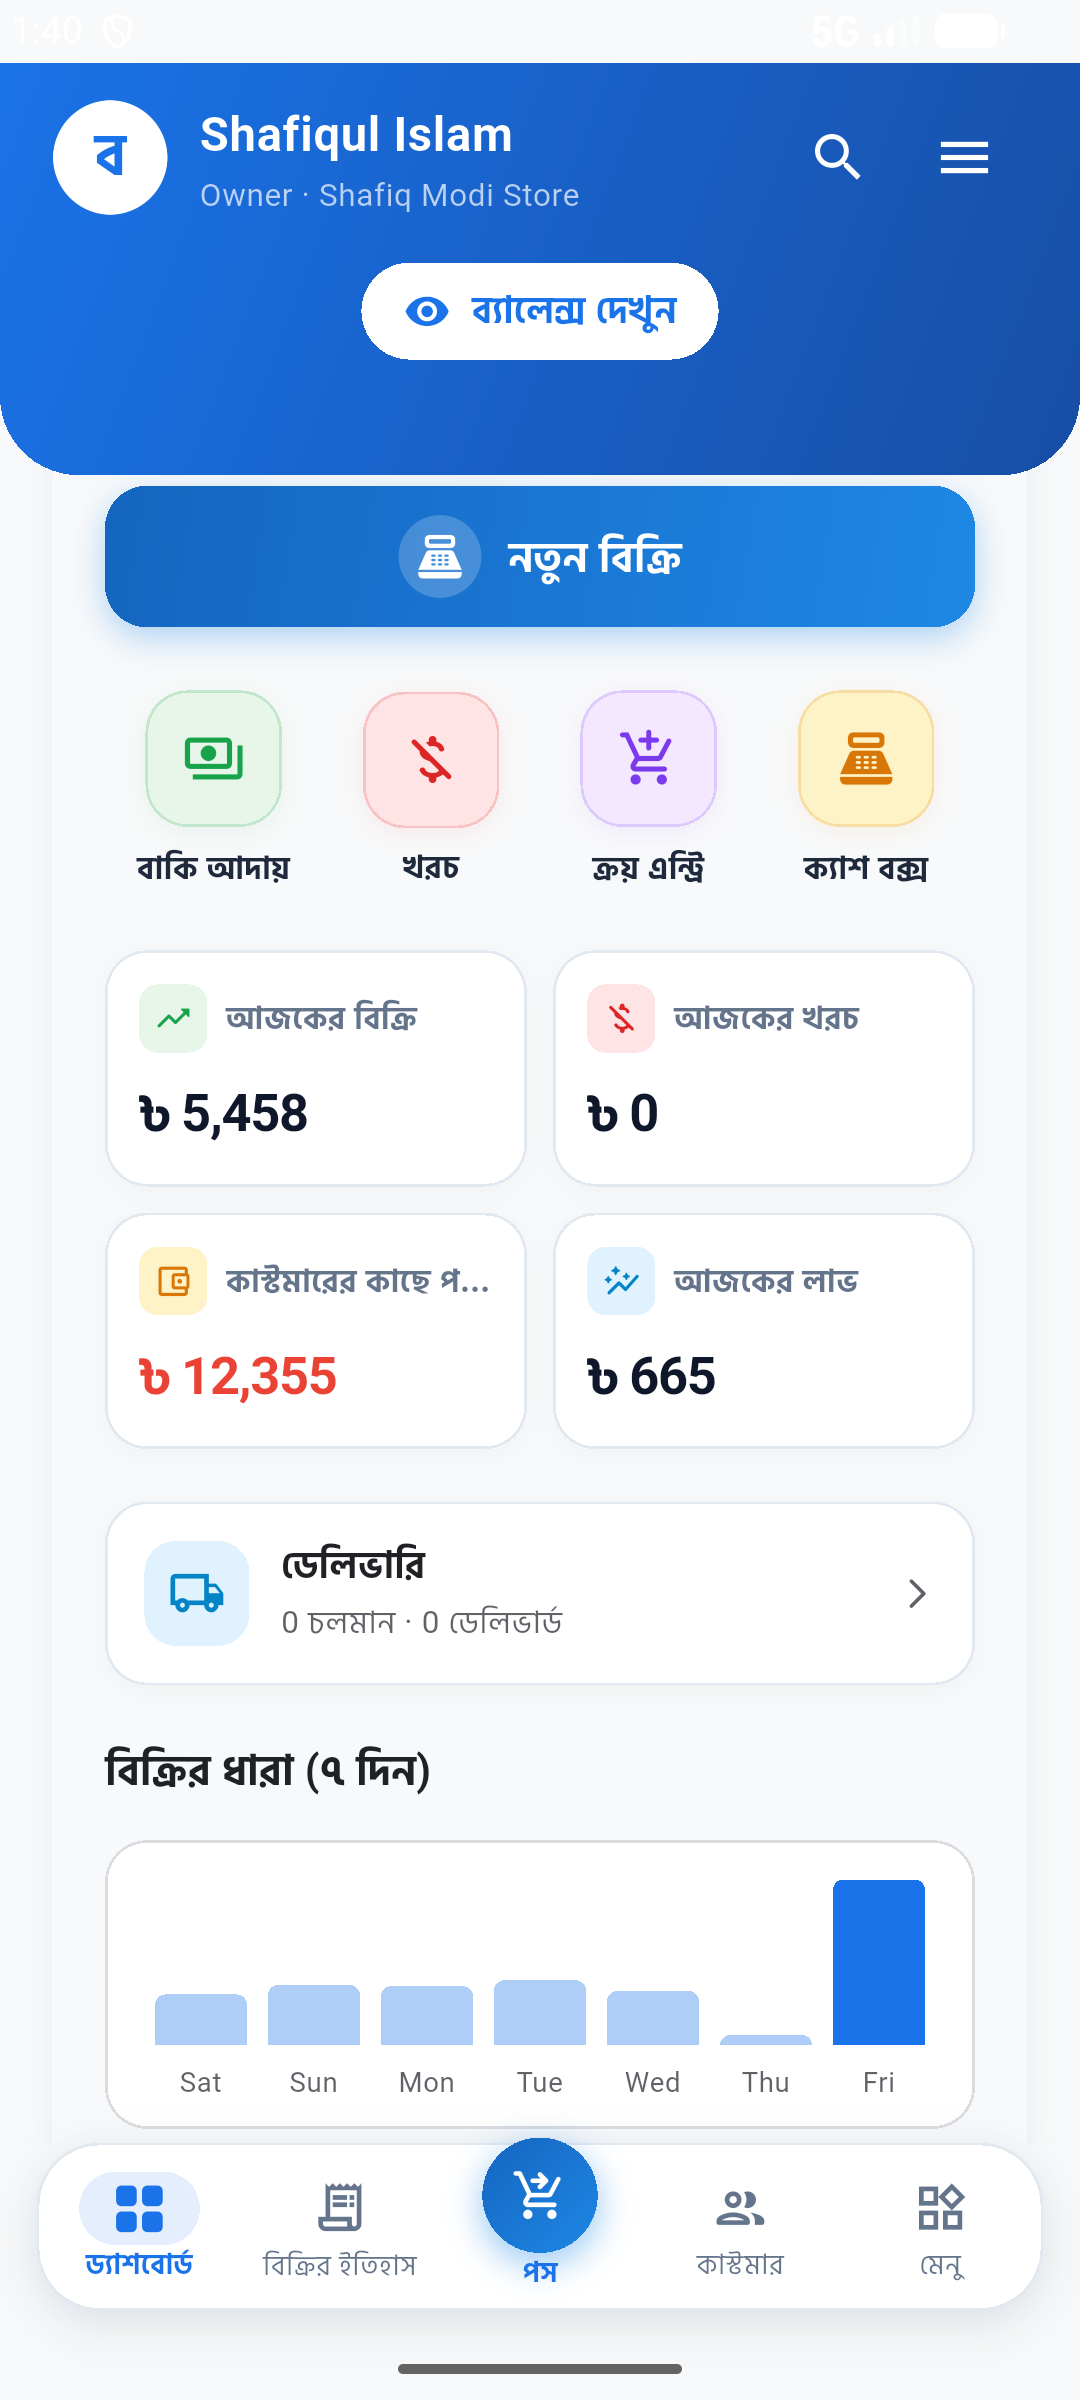 1:40
5G
ব
Shafiqul Islam
Owner · Shafiq Modi Store
ব্যালেন্স দেখুন
নতুন বিক্রি
বাকি আদায়
খরচ
ক্রয় এন্ট্রি
ক্যাশ বক্স
আজকের বিক্রি
৳ 5,458
আজকের খরচ
৳ 0
কাস্টমারের কাছে প...
৳ 12,355
আজকের লাভ
৳ 665
ডেলিভারি
0 চলমান · 0 ডেলিভার্ড
বিক্রির ধারা (৭ দিন)
Sat Sun Mon Tue Wed Thu Fri
ড্যাশবোর্ড
বিক্রির ইতিহাস
পস
কাস্টমার
মেনু